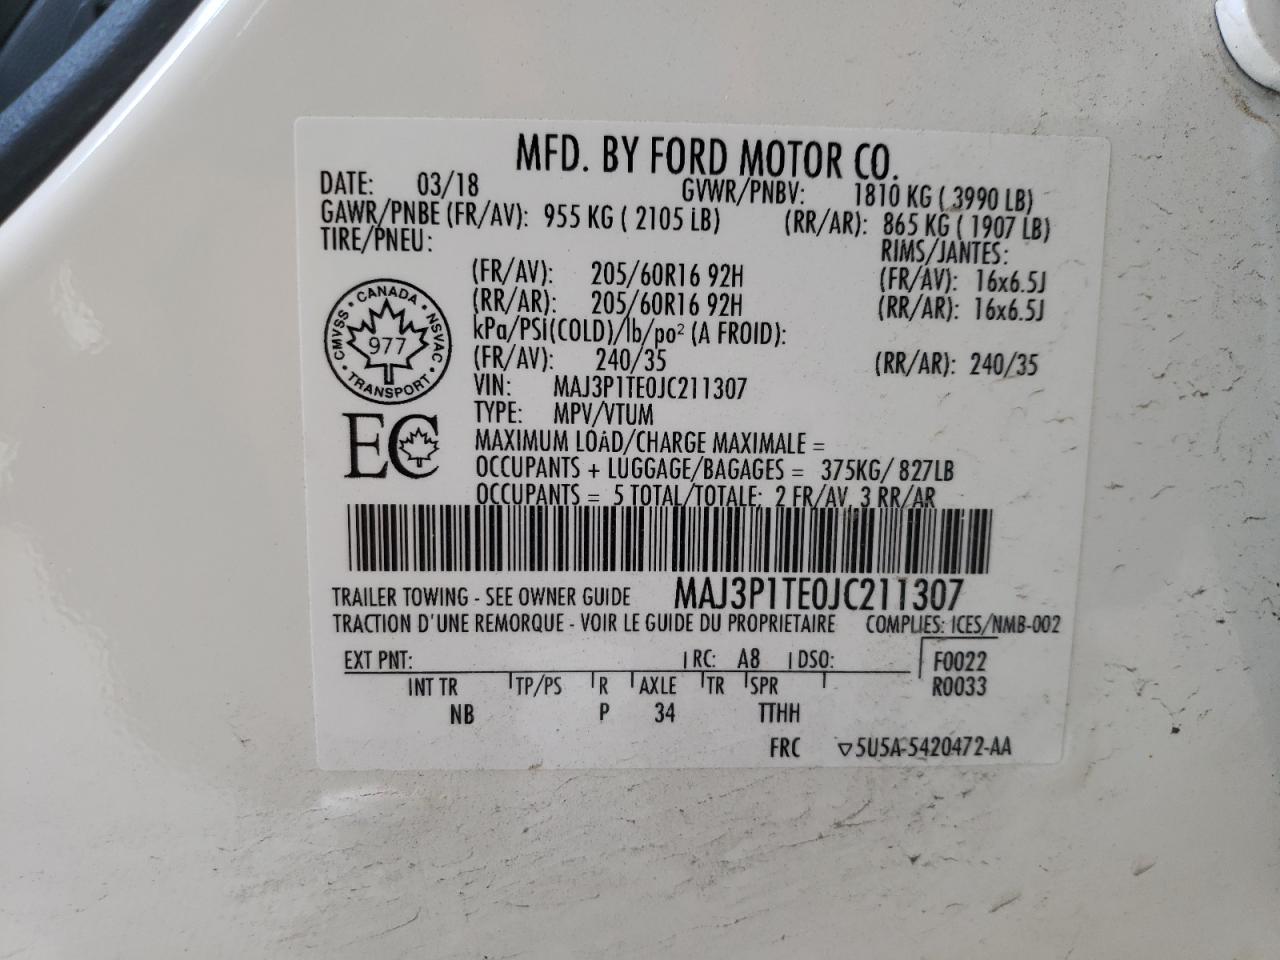 MFD. BY FORD MOTOR CO.
DATE: 03/18 GVWR/PNBV: 1810 KG ( 3990 LB)
GAWR/PNBE (FR/AV): 955 KG ( 2105 LB) (RR/AR): 865 KG ( 1907 LB)
TIRE/PNEU: RIMS/JANTES:
(FR/AV): 205/60R16 92H (FR/AV): 16x6.5J
(RR/AR): 205/60R16 92H (RR/AR): 16x6.5J
kPa/PSi(COLD)/lb/po² (A FROID):
(FR/AV): 240/35 (RR/AR): 240/35
CANADA · NSVAC · TRANSPORT · CMVSS ·
977
VIN: MAJ3P1TE0JC211307
TYPE: MPV/VTUM
EC
MAXIMUM LOAD/CHARGE MAXIMALE =
OCCUPANTS + LUGGAGE/BAGAGES = 375KG/ 827LB
OCCUPANTS = 5 TOTAL/TOTALE; 2 FR/AV, 3 RR/AR
TRAILER TOWING - SEE OWNER GUIDE MAJ3P1TE0JC211307
TRACTION D'UNE REMORQUE - VOIR LE GUIDE DU PROPRIETAIRE COMPLIES: ICES/NMB-002
EXT PNT: RC: A8 DSO: F0022
INT TR TP/PS R AXLE TR SPR R0033
NB P 34 TTHH
FRC ▽5U5A-5420472-AA